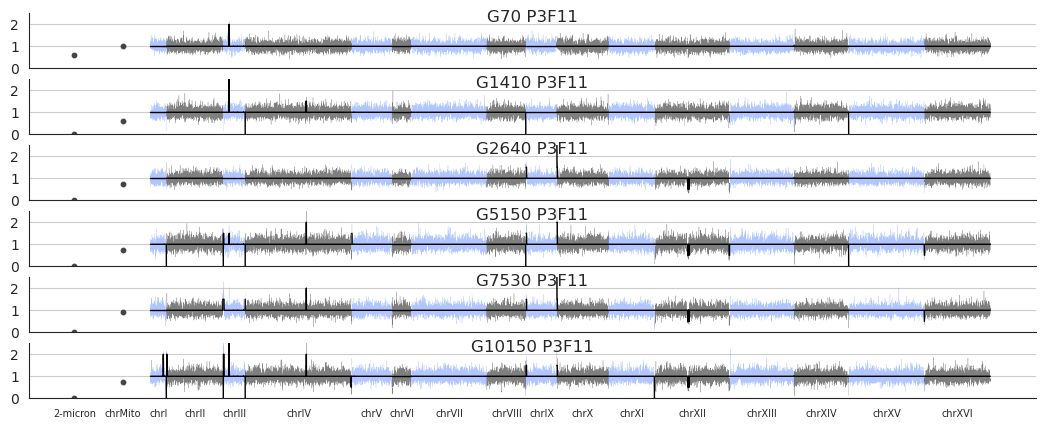 G70 P3F11
2
1
0
G1410 P3F11
2
1
0
G2640 P3F11
2
1
0
G5150 P3F11
2
1
0
G7530 P3F11
2
1
0
G10150 P3F11
2
1
0
2-micron chrMito chrI chrII chrIII chrIV chrV chrVI chrVII chrVIII chrIX chrX chrXI chrXII chrXIII chrXIV chrXV chrXVI